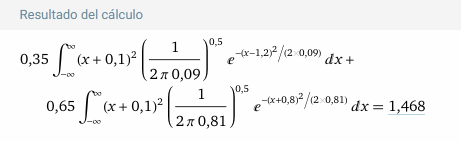 Resultado del cálculo
0,35 ∫_{-∞}^{∞} (x + 0,1)² (1 / (2 π 0,09))^{0,5} e^{-(x-1,2)²/(2×0,09)} dx +
0,65 ∫_{-∞}^{∞} (x + 0,1)² (1 / (2 π 0,81))^{0,5} e^{-(x+0,8)²/(2×0,81)} dx = 1,468